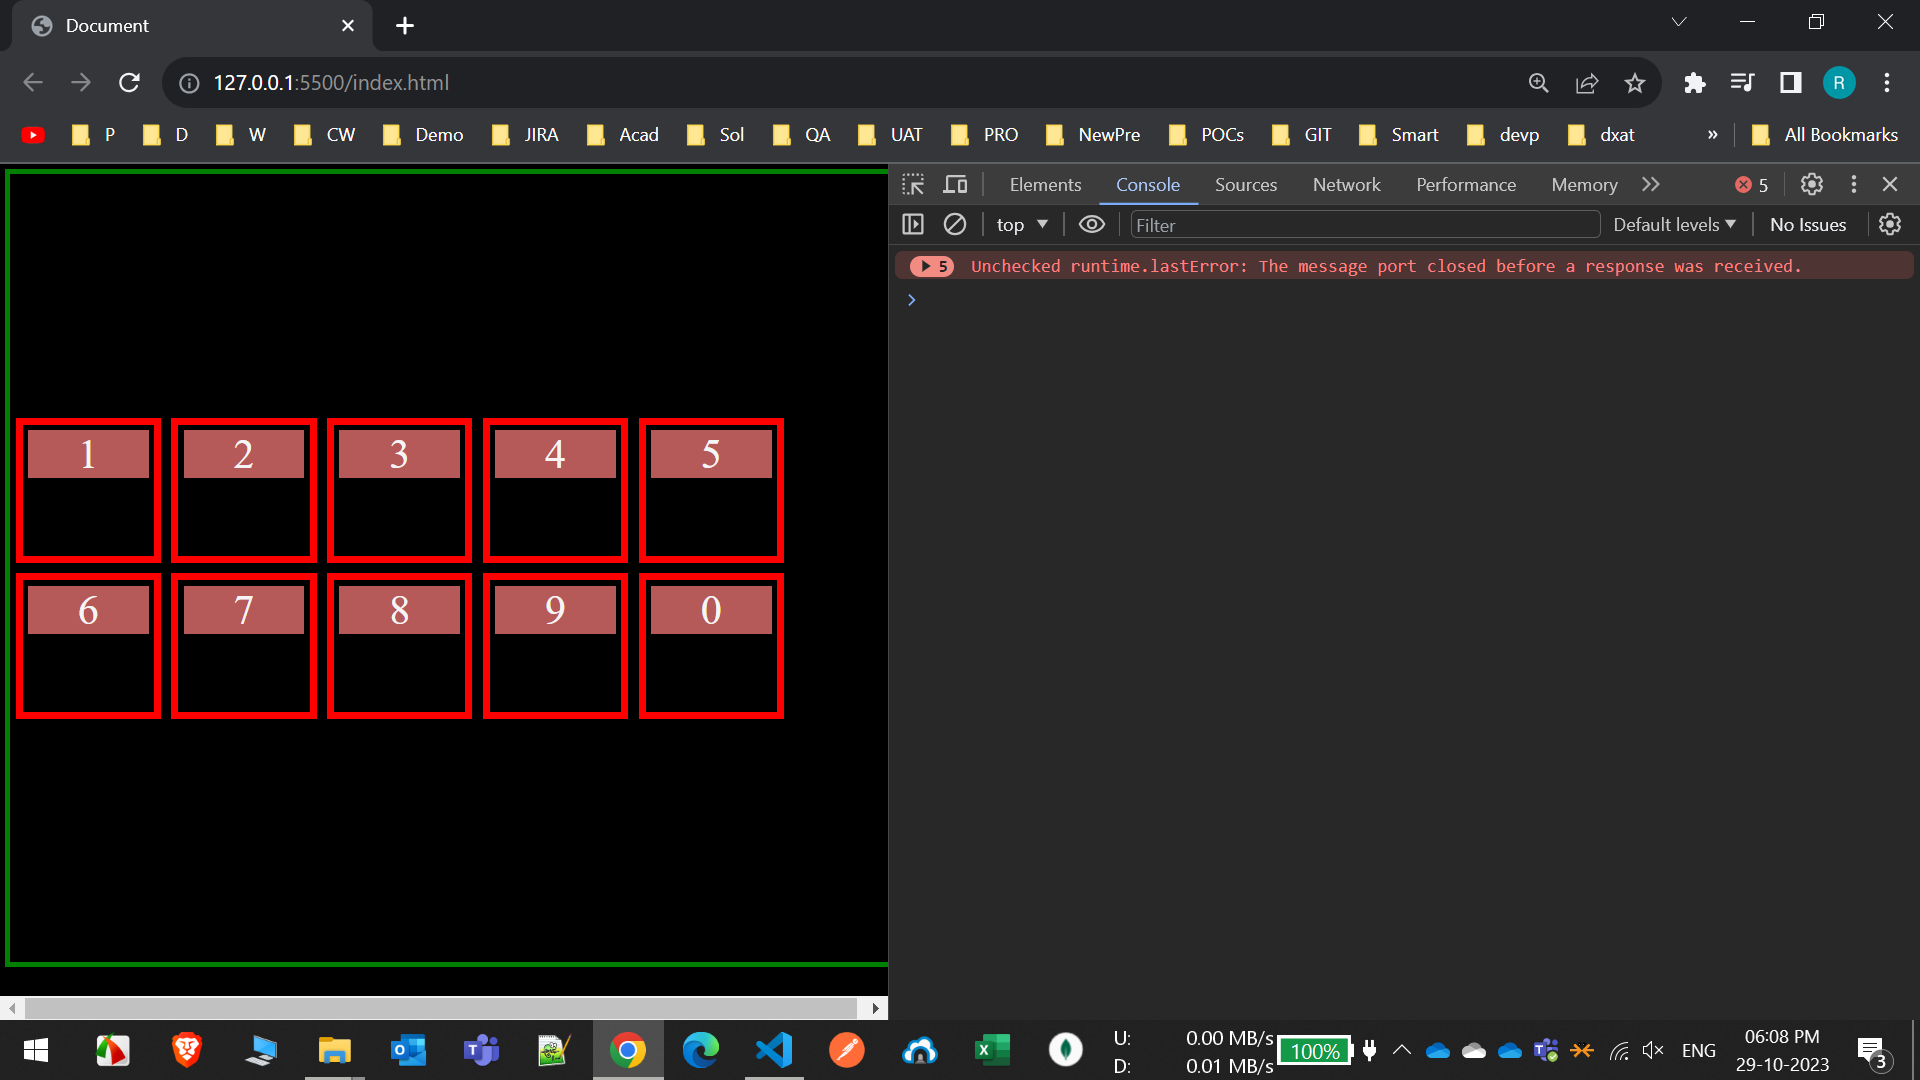 Document
127.0.0.1:5500/index.html
R
P D W CW Demo JIRA Acad Sol QA UAT PRO NewPre POCs GIT Smart devp dxat » All Bookmarks
Elements Console Sources Network Performance Memory 5
top Filter Default levels No Issues
5 Unchecked runtime.lastError: The message port closed before a response was received.
1 2 3 4 5
6 7 8 9 0
U: 0.00 MB/s
D: 0.01 MB/s
100%
ENG
06:08 PM
29-10-2023
3